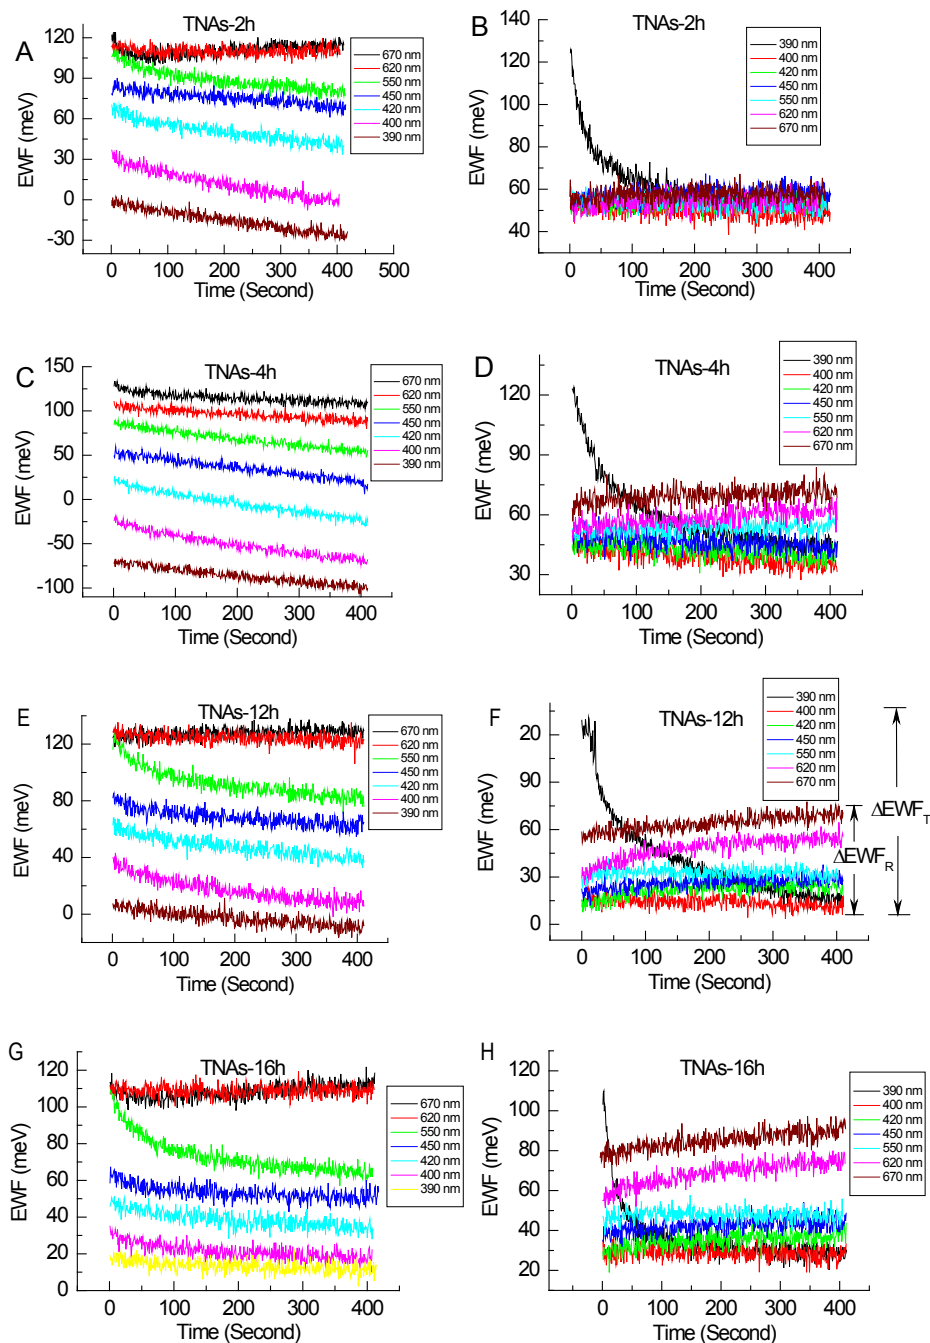 A
TNAs-2h
EWF (meV)
120
90
60
30
0
-30
0 100 200 300 400 500
Time (Second)
670 nm
620 nm
550 nm
450 nm
420 nm
400 nm
390 nm
B
TNAs-2h
EWF (meV)
140
120
100
80
60
40
0 100 200 300 400
Time (Second)
390 nm
400 nm
420 nm
450 nm
550 nm
620 nm
670 nm
C
TNAs-4h
EWF (meV)
150
100
50
0
-50
-100
0 100 200 300 400
Time (Second)
670 nm
620 nm
550 nm
450 nm
420 nm
400 nm
390 nm
D
TNAs-4h
EWF (meV)
120
90
60
30
0 100 200 300 400
Time (Second)
390 nm
400 nm
420 nm
450 nm
550 nm
620 nm
670 nm
E
TNAs-12h
EWF (meV)
120
80
40
0
0 100 200 300 400
Time (Second)
670 nm
620 nm
550 nm
450 nm
420 nm
400 nm
390 nm
F
TNAs-12h
EWF (meV)
20
90
60
30
0
0 100 200 300 400
Time (Second)
390 nm
400 nm
420 nm
450 nm
550 nm
620 nm
670 nm
ΔEWF_T
ΔEWF_R
G
TNAs-16h
EWF (meV)
120
100
80
60
40
20
0
0 100 200 300 400
Time (Second)
670 nm
620 nm
550 nm
450 nm
420 nm
400 nm
390 nm
H
TNAs-16h
EWF (meV)
120
100
80
60
40
20
0 100 200 300 400
Time (Second)
390 nm
400 nm
420 nm
450 nm
550 nm
620 nm
670 nm